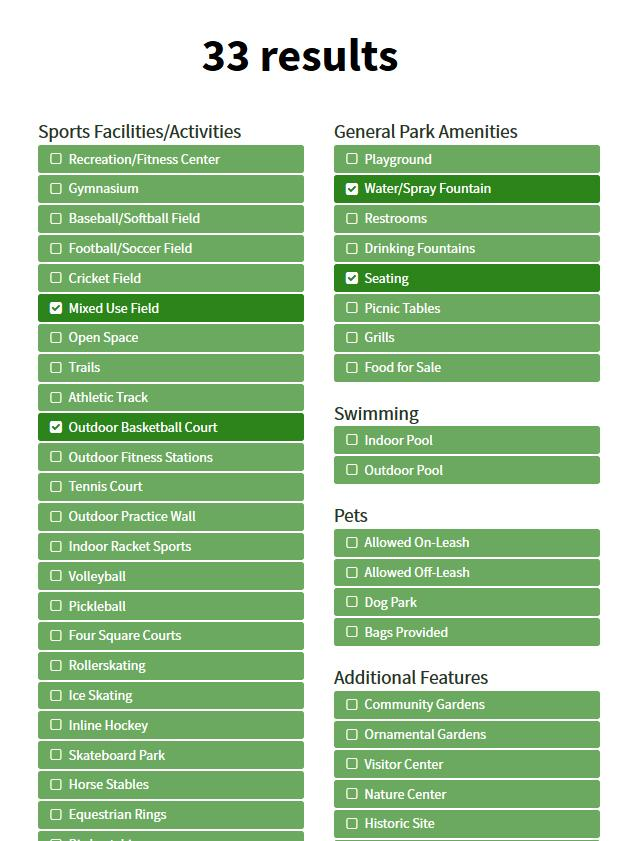 33 results
Sports Facilities/Activities
Recreation/Fitness Center
Gymnasium
Baseball/Softball Field
Football/Soccer Field
Cricket Field
Mixed Use Field
Open Space
Trails
Athletic Track
Outdoor Basketball Court
Outdoor Fitness Stations
Tennis Court
Outdoor Practice Wall
Indoor Racket Sports
Volleyball
Pickleball
Four Square Courts
Rollerskating
Ice Skating
Inline Hockey
Skateboard Park
Horse Stables
Equestrian Rings
General Park Amenities
Playground
Water/Spray Fountain
Restrooms
Drinking Fountains
Seating
Picnic Tables
Grills
Food for Sale
Swimming
Indoor Pool
Outdoor Pool
Pets
Allowed On-Leash
Allowed Off-Leash
Dog Park
Bags Provided
Additional Features
Community Gardens
Ornamental Gardens
Visitor Center
Nature Center
Historic Site